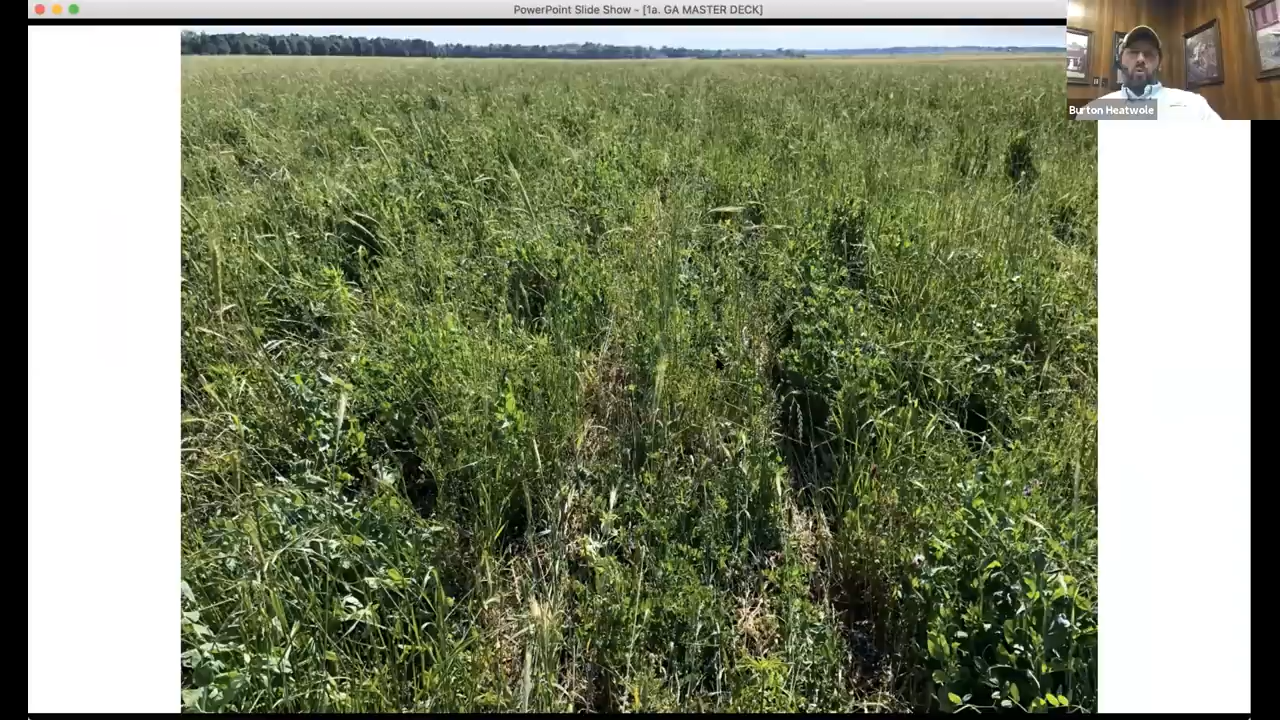 PowerPoint Slide Show - [1a. GA MASTER DECK]
Burton Heatwole